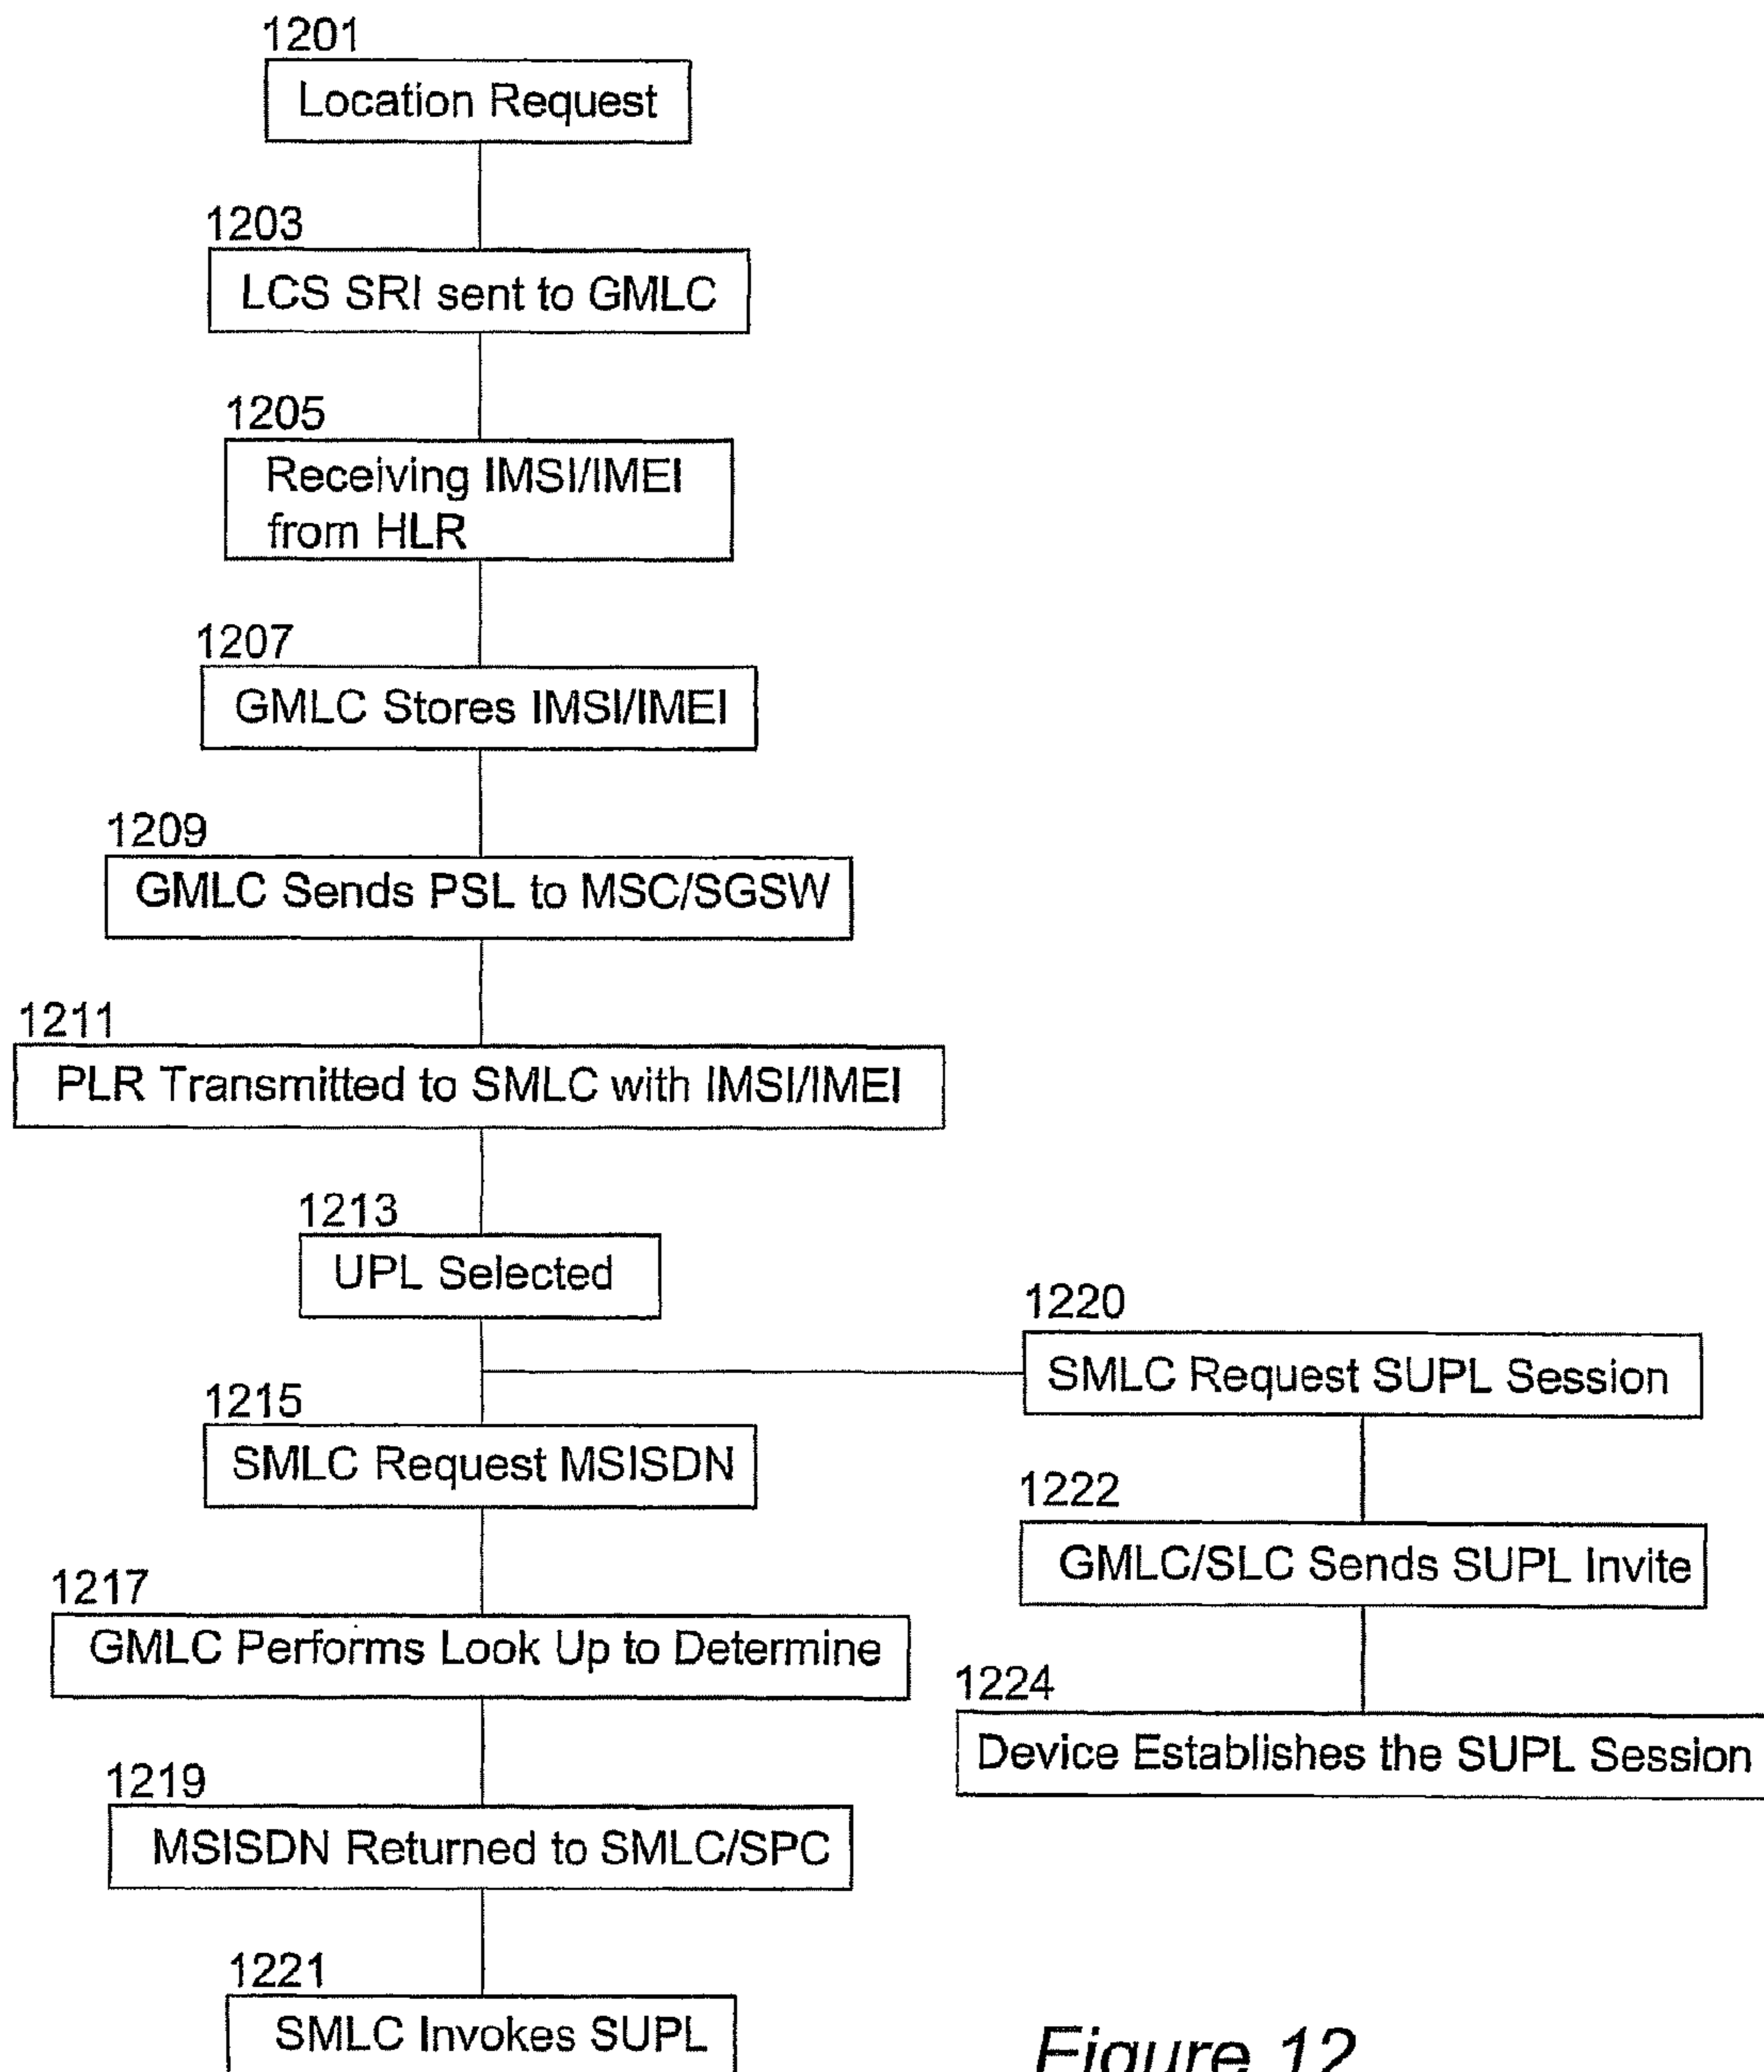 1201
Location Request
1203
LCS SRI sent to GMLC
1205
Receiving IMSI/IMEI
from HLR
1207
GMLC Stores IMSI/IMEI
1209
GMLC Sends PSL to MSC/SGSW
1211
PLR Transmitted to SMLC with IMSI/IMEI
1213
UPL Selected
1215
SMLC Request MSISDN
1217
GMLC Performs Look Up to Determine
1219
MSISDN Returned to SMLC/SPC
1221
SMLC Invokes SUPL
1220
SMLC Request SUPL Session
1222
GMLC/SLC Sends SUPL Invite
1224
Device Establishes the SUPL Session
Figure 12